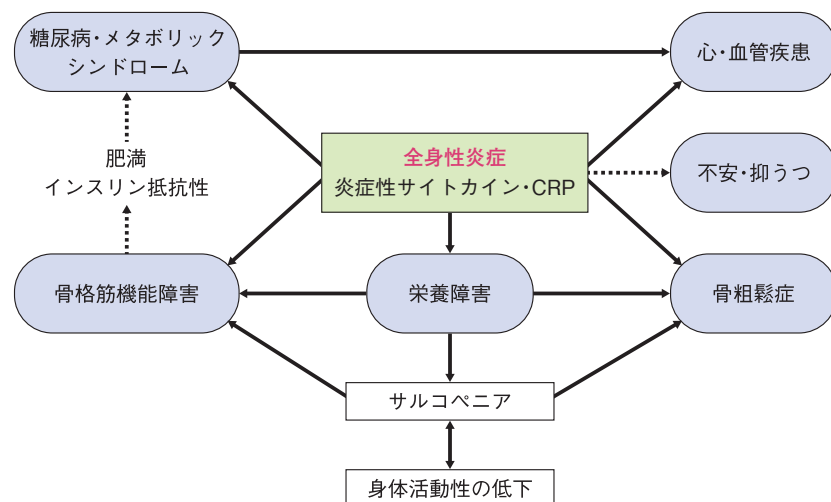 糖尿病・メタボリック
シンドローム
心・血管疾患
全身性炎症
炎症性サイトカイン・CRP
肥満
インスリン抵抗性
不安・抑うつ
骨格筋機能障害
栄養障害
骨粗鬆症
サルコペニア
身体活動性の低下